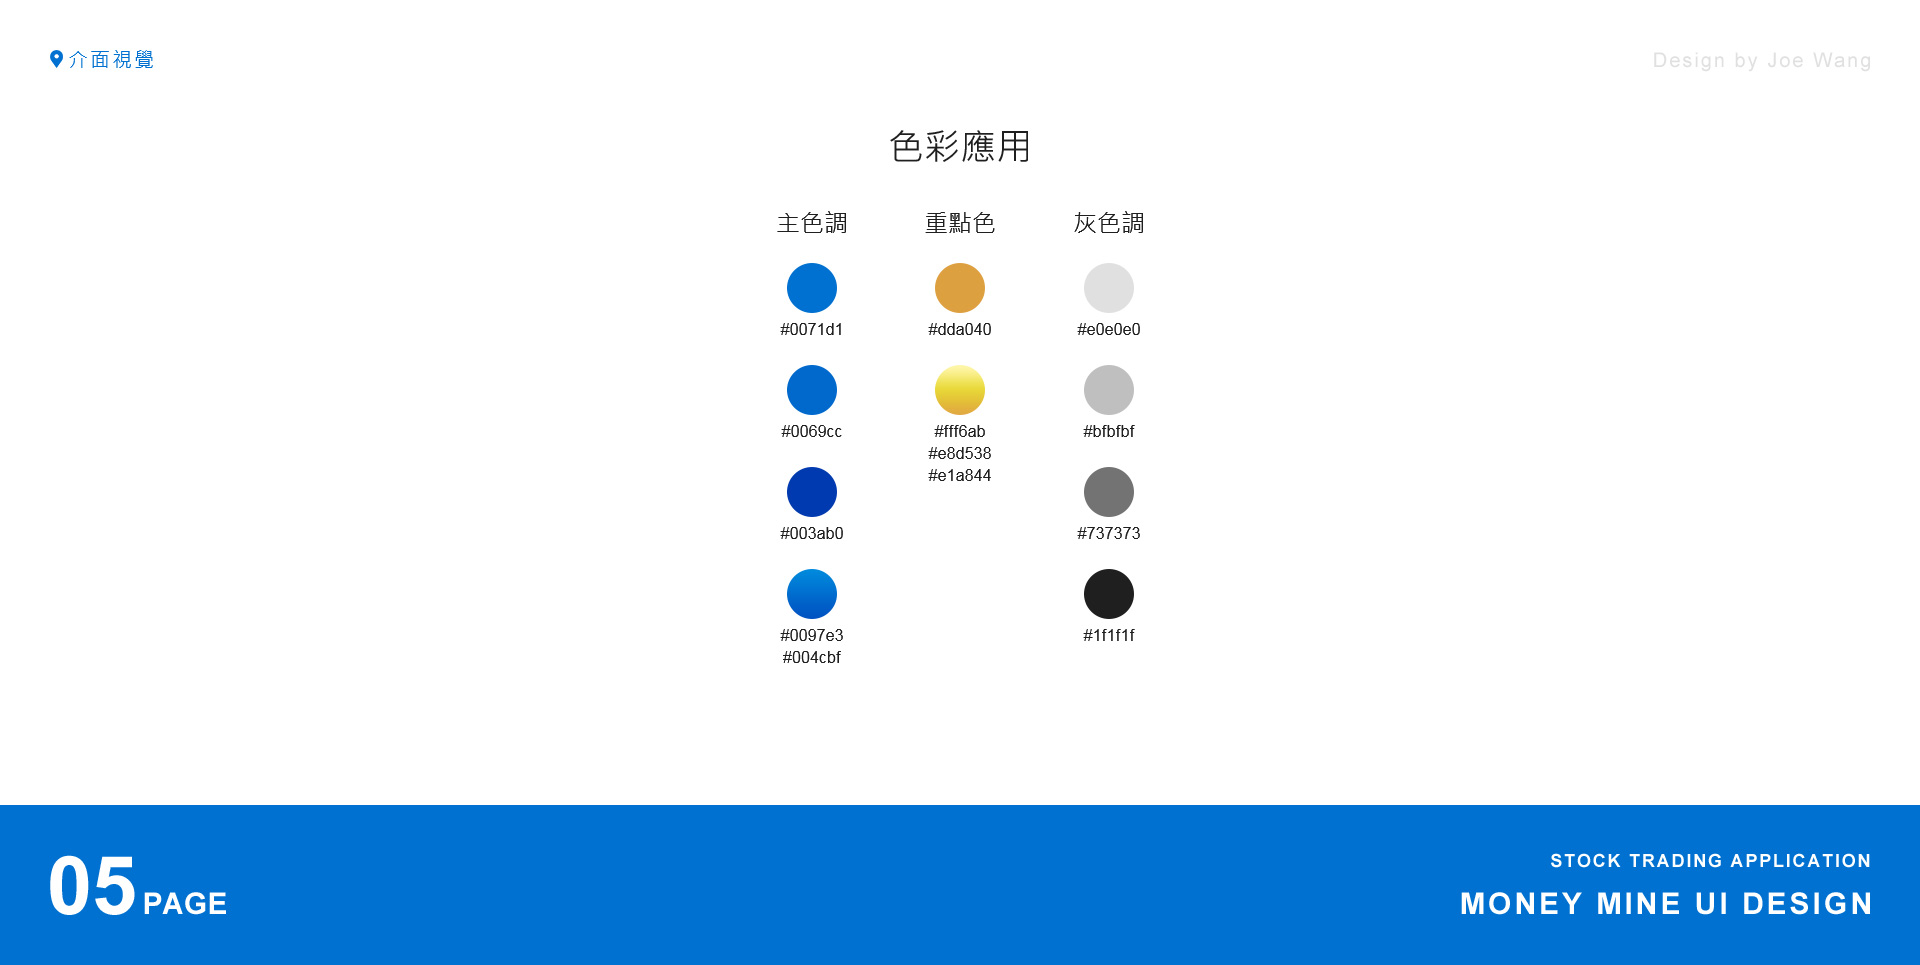 介面視覺
Design by Joe Wang
色彩應用
主色調
#0071d1
#0069cc
#003ab0
#0097e3
#004cbf
重點色
#dda040
#fff6ab
#e8d538
#e1a844
灰色調
#e0e0e0
#bfbfbf
#737373
#1f1f1f
05 PAGE
STOCK TRADING APPLICATION
MONEY MINE UI DESIGN